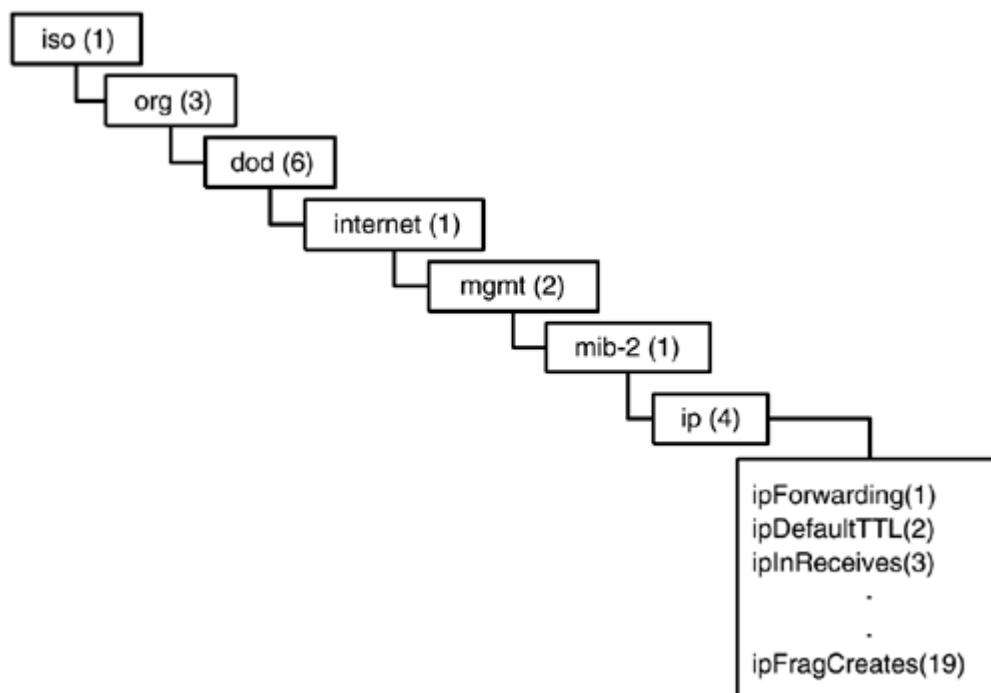 iso (1)
org (3)
dod (6)
internet (1)
mgmt (2)
mib-2 (1)
ip (4)
ipForwarding(1)
ipDefaultTTL(2)
ipInReceives(3)
.
.
ipFragCreates(19)